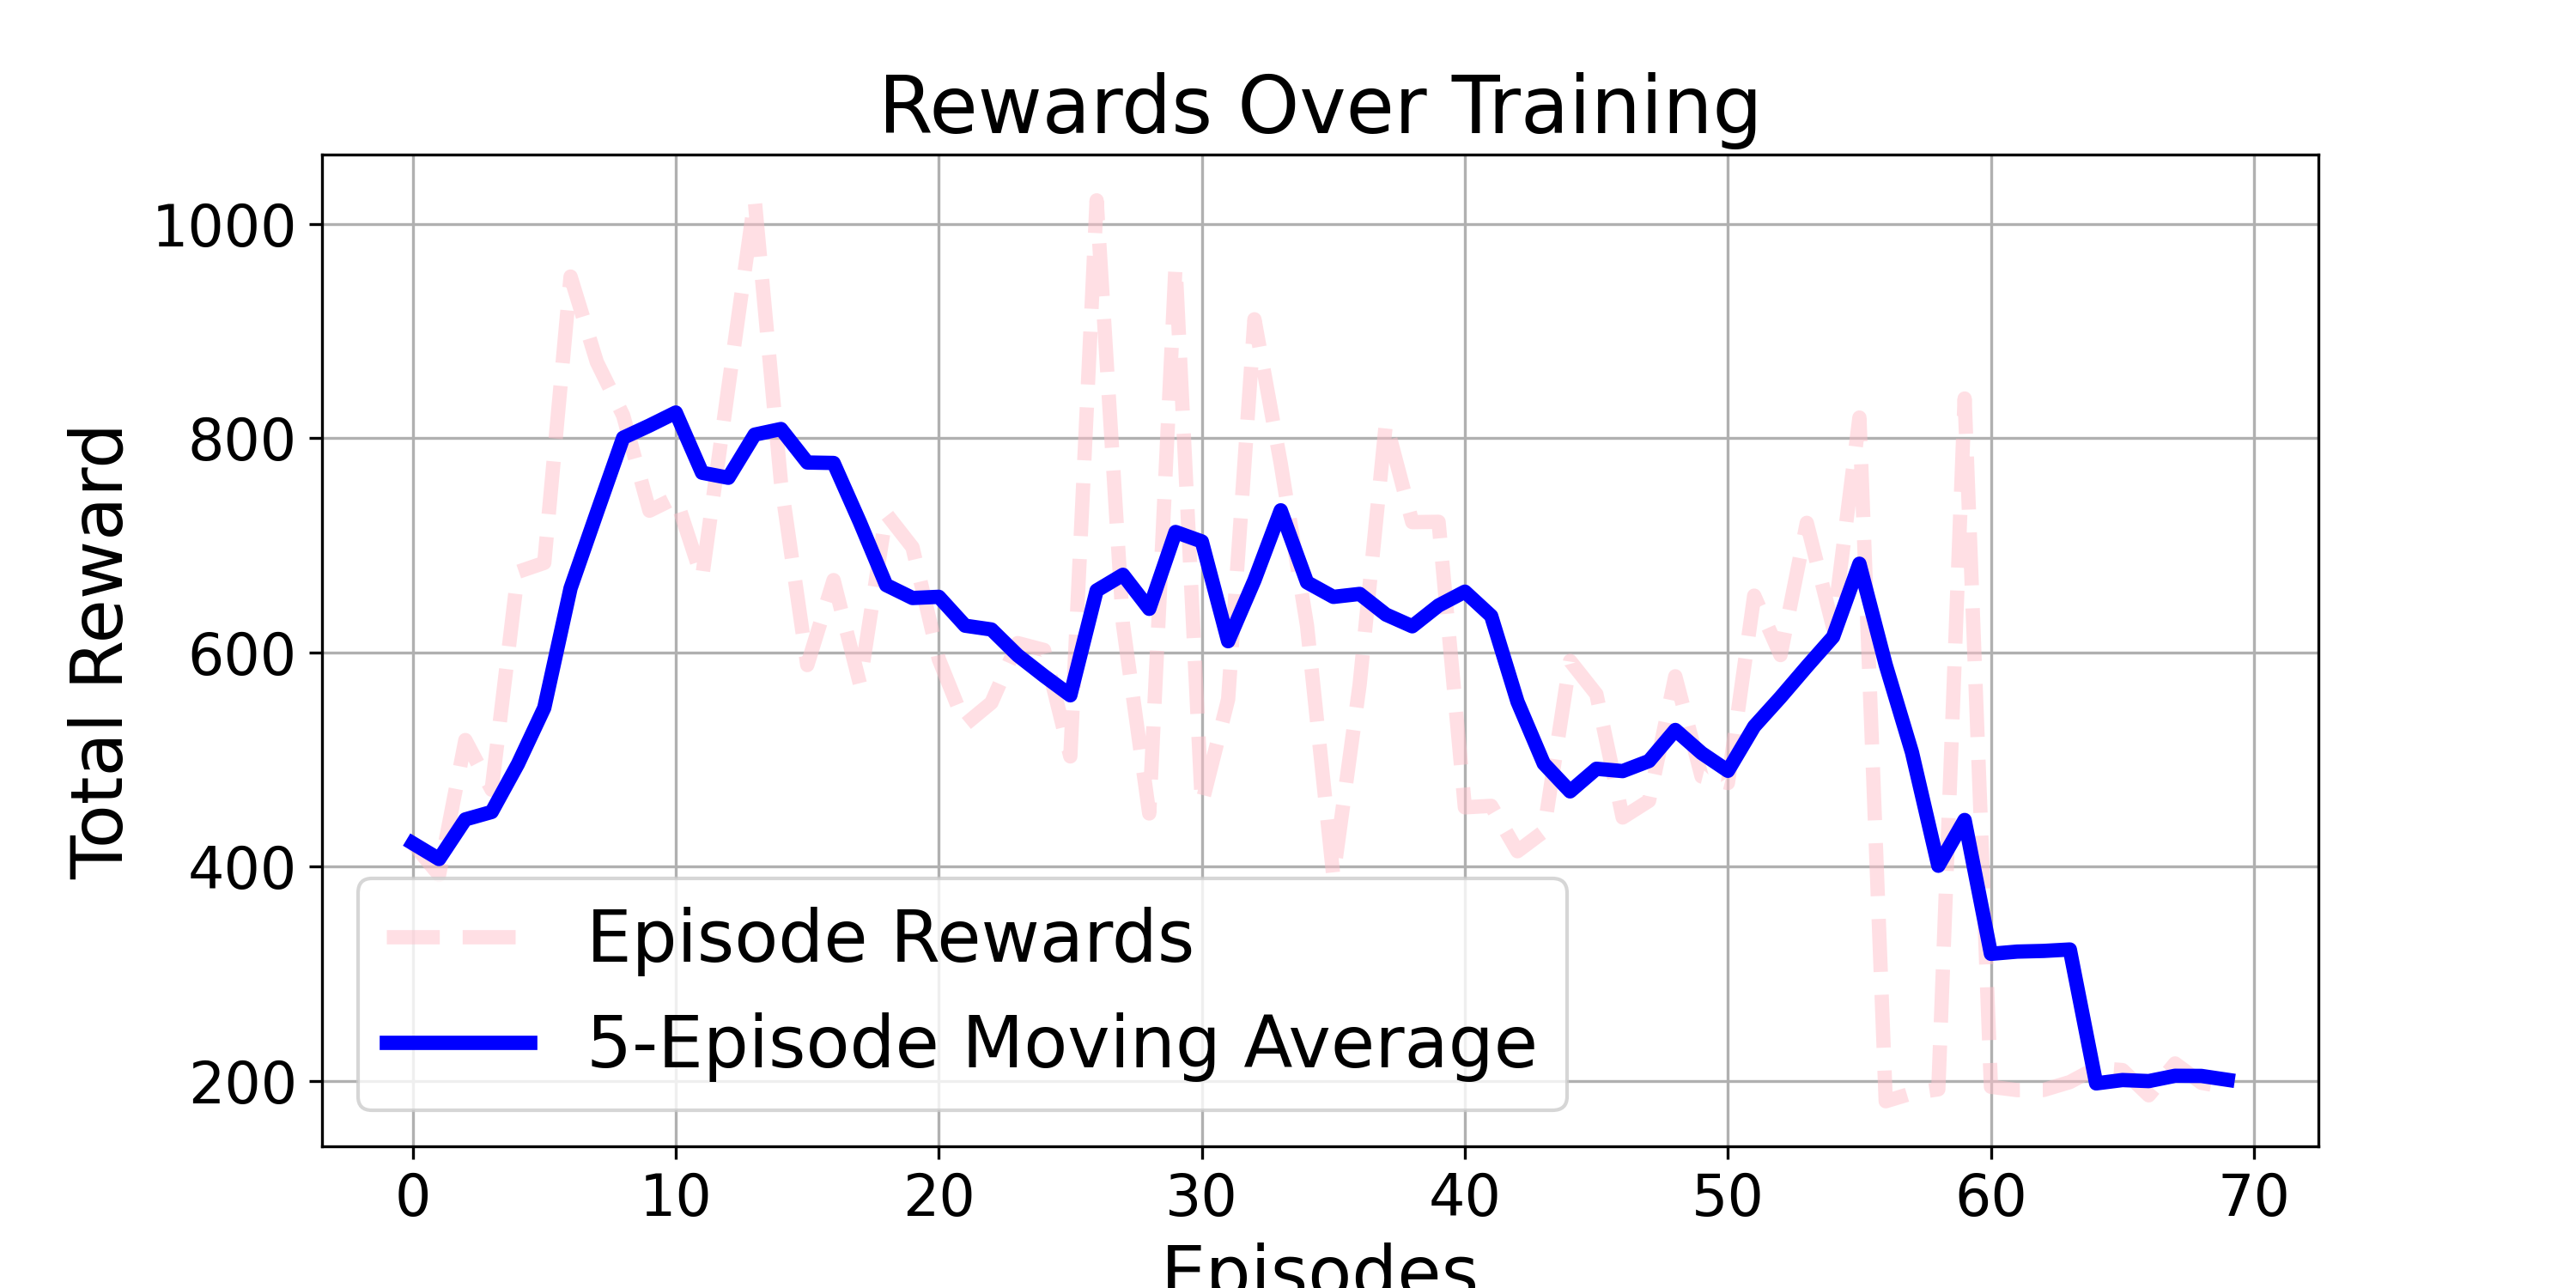 Rewards Over Training
Total Reward
1000
800
600
400
200
Episode Rewards
5-Episode Moving Average
0 10 20 30 40 50 60 70
Episodes